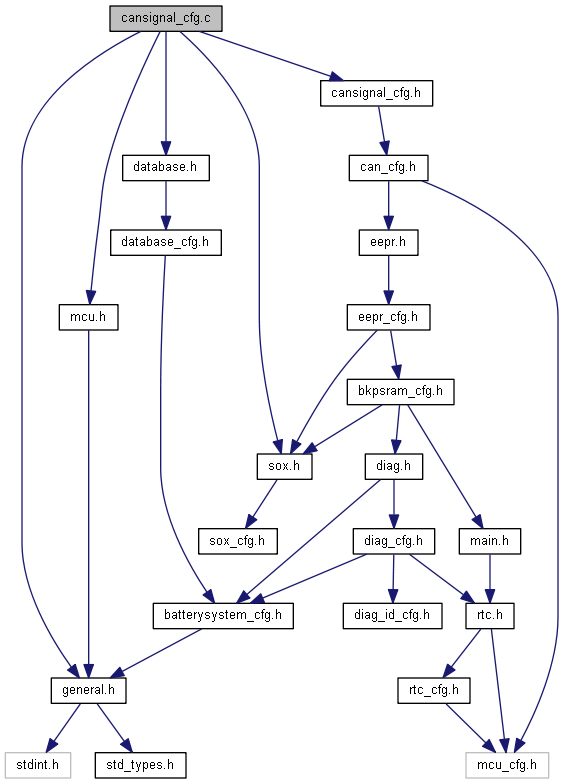 cansignal_cfg.c
cansignal_cfg.h
database.h
can_cfg.h
database_cfg.h
eepr.h
mcu.h
eepr_cfg.h
bkpsram_cfg.h
sox.h
diag.h
sox_cfg.h
diag_cfg.h
main.h
batterysystem_cfg.h
diag_id_cfg.h
rtc.h
general.h
rtc_cfg.h
stdint.h
std_types.h
mcu_cfg.h